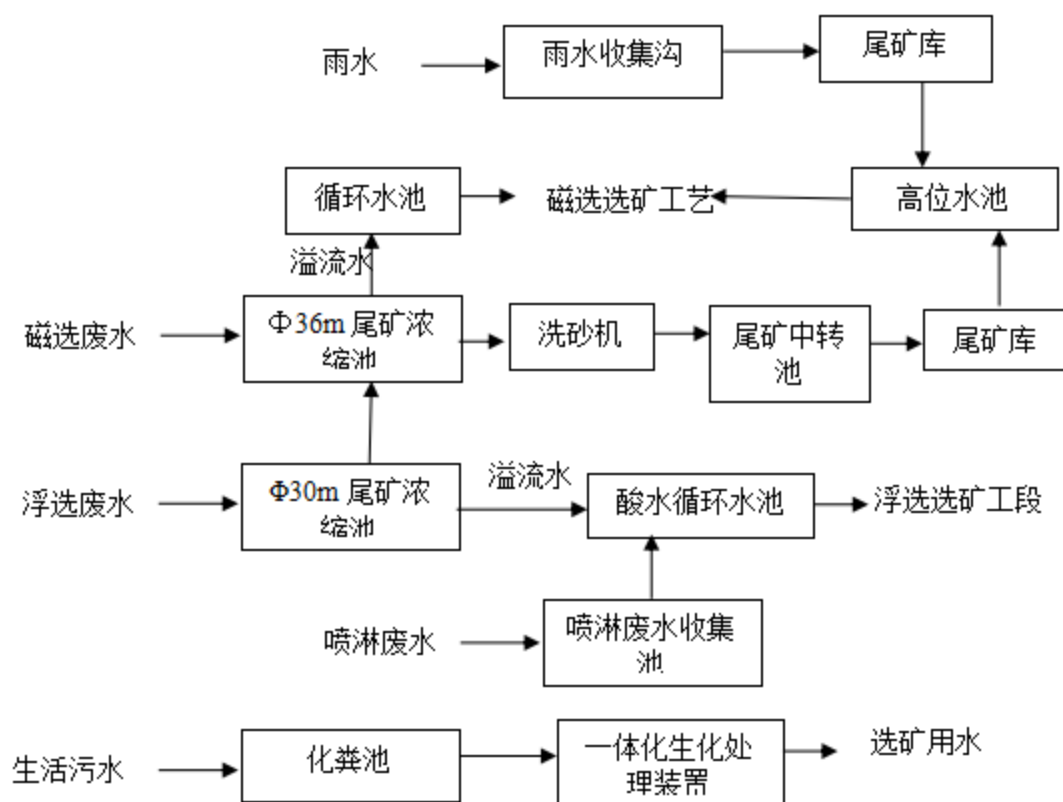 雨水
雨水收集沟
尾矿库
循环水池
磁选选矿工艺
高位水池
溢流水
磁选废水
Φ36m 尾矿浓
缩池
洗砂机
尾矿中转
池
尾矿库
浮选废水
Φ30m 尾矿浓
缩池
溢流水
酸水循环水池
浮选选矿工段
喷淋废水
喷淋废水收集
池
生活污水
化粪池
一体化生化处
理装置
选矿用水